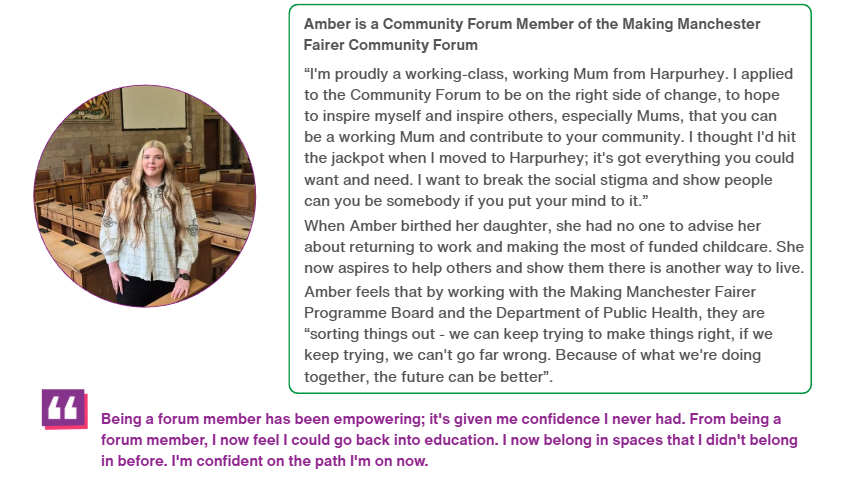 Amber is a Community Forum Member of the Making Manchester
Fairer Community Forum
“I'm proudly a working-class, working Mum from Harpurhey. I applied
to the Community Forum to be on the right side of change, to hope
to inspire myself and inspire others, especially Mums, that you can
be a working Mum and contribute to your community. I thought I'd hit
the jackpot when I moved to Harpurhey; it's got everything you could
want and need. I want to break the social stigma and show people
can you be somebody if you put your mind to it.”
When Amber birthed her daughter, she had no one to advise her
about returning to work and making the most of funded childcare. She
now aspires to help others and show them there is another way to live.
Amber feels that by working with the Making Manchester Fairer
Programme Board and the Department of Public Health, they are
“sorting things out - we can keep trying to make things right, if we
keep trying, we can't go far wrong. Because of what we're doing
together, the future can be better”.
Being a forum member has been empowering; it's given me confidence I never had. From being a
forum member, I now feel I could go back into education. I now belong in spaces that I didn't belong
in before. I'm confident on the path I'm on now.